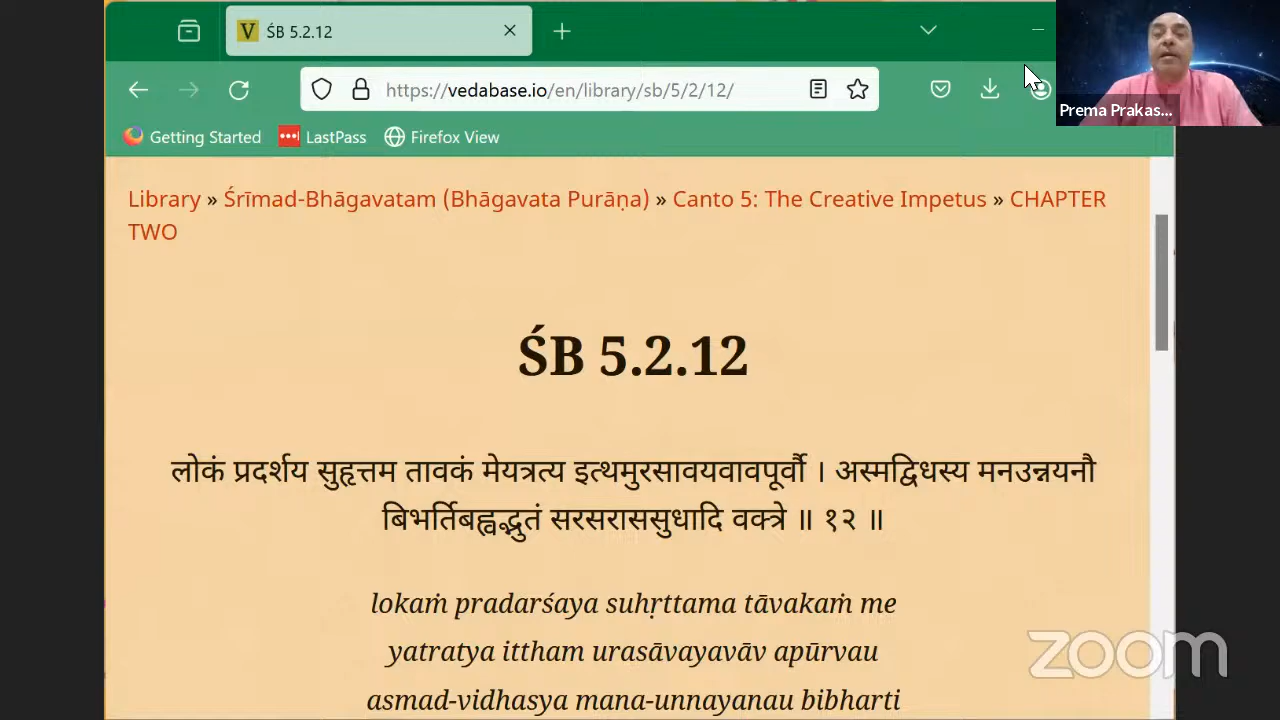 V ŚB 5.2.12
https://vedabase.io/en/library/sb/5/2/12/
Prema Prakas...
Getting Started LastPass Firefox View
Library » Śrīmad-Bhāgavatam (Bhāgavata Purāṇa) » Canto 5: The Creative Impetus » CHAPTER
TWO
ŚB 5.2.12
लोकं प्रदर्शय सुहृत्तम तावकं मेयत्रत्य इत्थमुरसावयवावपूर्वौ । अस्मद्विधस्य मनउन्नयनौ
बिभर्तिबह्वद्भुतं सरसराससुधादि वक्त्रे ॥ १२ ॥
lokaṁ pradarśaya suhṛttama tāvakaṁ me
yatratya ittham urasāvayavāv apūrvau
asmad-vidhasya mana-unnayanau bibharti
zoom